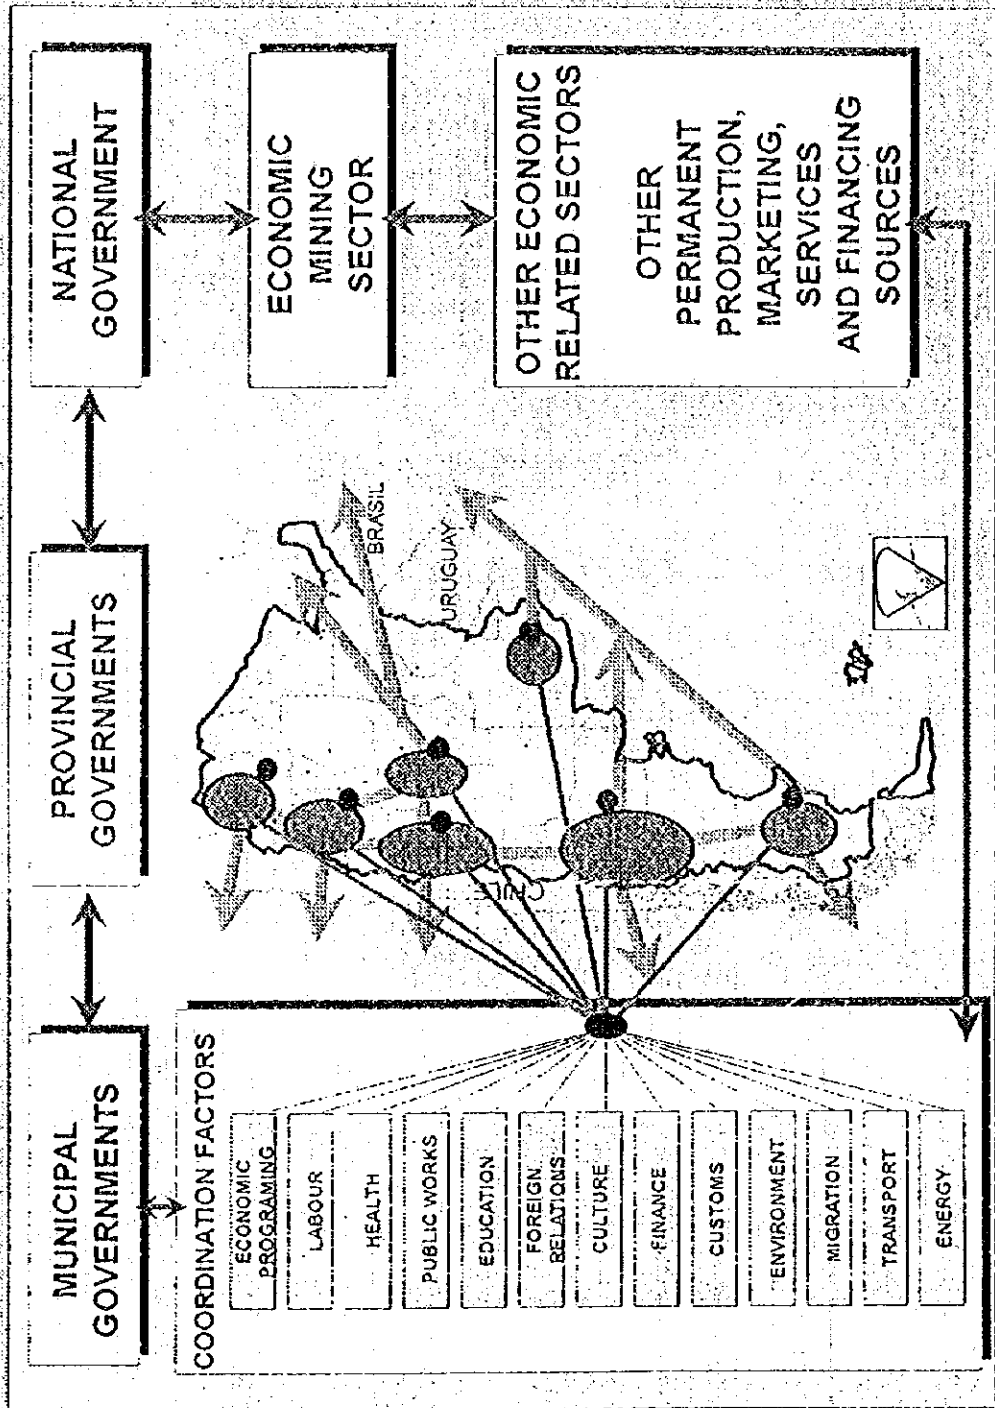 MUNICIPAL
GOVERNMENTS
PROVINCIAL
GOVERNMENTS
NATIONAL
GOVERNMENT
COORDINATION FACTORS
ECONOMIC
PROGRAMING
LABOUR
HEALTH
PUBLIC WORKS
EDUCATION
FOREIGN
RELATIONS
CULTURE
FINANCE
CUSTOMS
ENVIRONMENT
MIGRATION
TRANSPORT
ENERGY
CHILE
BRASIL
URUGUAY
ECONOMIC
MINING
SECTOR
OTHER ECONOMIC
RELATED SECTORS
OTHER
PERMANENT
PRODUCTION,
MARKETING,
SERVICES
AND FINANCING
SOURCES